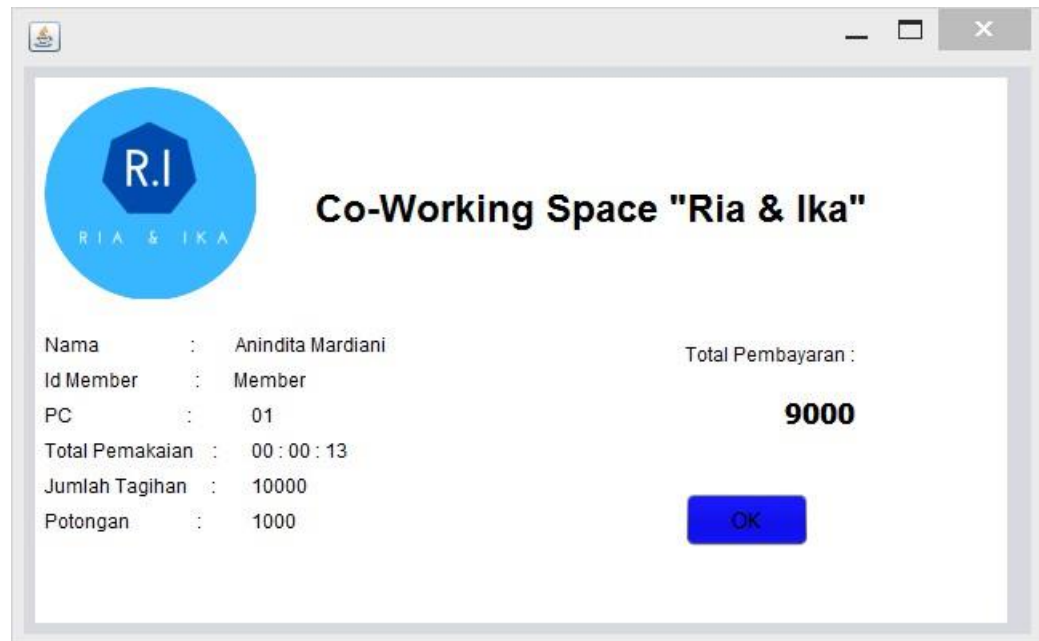 R.I
RIA & IKA
Co-Working Space "Ria & Ika"
Nama : Anindita Mardiani
Id Member : Member
PC : 01
Total Pemakaian : 00 : 00 : 13
Jumlah Tagihan : 10000
Potongan : 1000
Total Pembayaran :
9000
OK